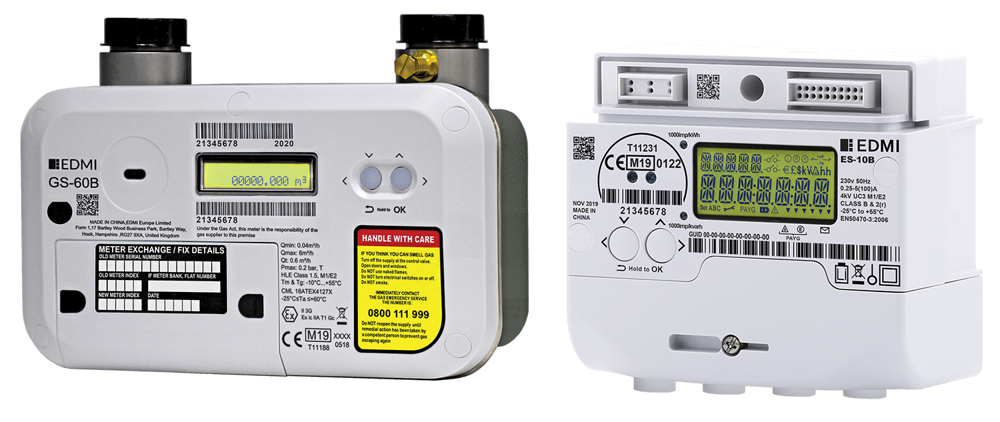 21345678 2020
EDMI
GS-60B
00000.000 m³
21345678
Hold to OK
MADE IN CHINA,EDMI Europe Limited
Form 1,17 Bartley Wood Business Park, Bartley Way,
Hook, Hampshire ,RG27 9XA, United Kingdom
Under the Gas Act, this meter is the responsibility of the
gas supplier to this premise
METER EXCHANGE / FIX DETAILS
OLD METER SERIAL NUMBER
OLD METER INDEX IF METER BANK, FLAT NUMBER
NEW METER INDEX DATE
Qmin: 0.04m³/h
Qmax: 6m³/h
Qt: 0.6 m³/h
Pmax: 0.2 bar, T
HLE Class 1.5, M1/E2
Tm & Tg: -10°C...+55°C
CML 18ATEX4127X
-25°C≤Ta ≤+60°C
Ex
II 3G
Ex ic IIA T1 Gc
CE M19 XXXX
T11188 0518
HANDLE WITH CARE
IF YOU THINK YOU CAN SMELL GAS
Turn off the supply at the control valve.
Open doors and windows.
Do NOT use naked flames.
Do NOT turn electrical switches on or off.
Do NOT smoke.
IMMEDIATELY CONTACT
THE GAS EMERGENCY SERVICE
THE NUMBER IS :
0800 111 999
Do NOT reopen the supply until
remedial action has been taken by
a competent person to prevent gas
escaping again
1000imp/kWh
T11231
CE M19 0122
21345678
NOV 2019
MADE IN
CHINA
1000imp/kvarh
€£$kW
Set ABC PAYG
EDMI
ES-10B
230v 50Hz
0.25-5(100)A
4kV UC3 M1/E2
CLASS B & 2(r)
-25°C to +55°C
EN50470-3:2006
PAYG
GUID 00-00-00-00-00-00-00-00
Hold to OK